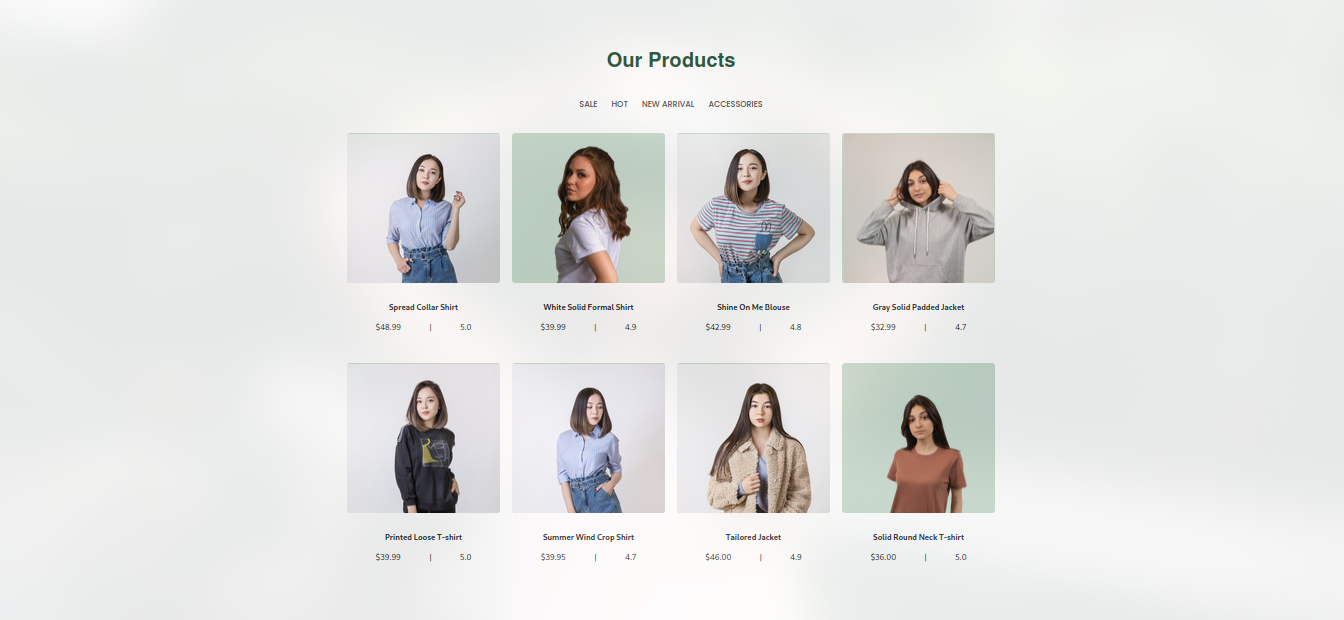 Our Products
SALE HOT NEW ARRIVAL ACCESSORIES
Spread Collar Shirt
$48.99 | 5.0
White Solid Formal Shirt
$39.99 | 4.9
Shine On Me Blouse
$42.99 | 4.8
Gray Solid Padded Jacket
$32.99 | 4.7
Printed Loose T-shirt
$39.99 | 5.0
Summer Wind Crop Shirt
$39.95 | 4.7
Tailored Jacket
$46.00 | 4.9
Solid Round Neck T-shirt
$36.00 | 5.0